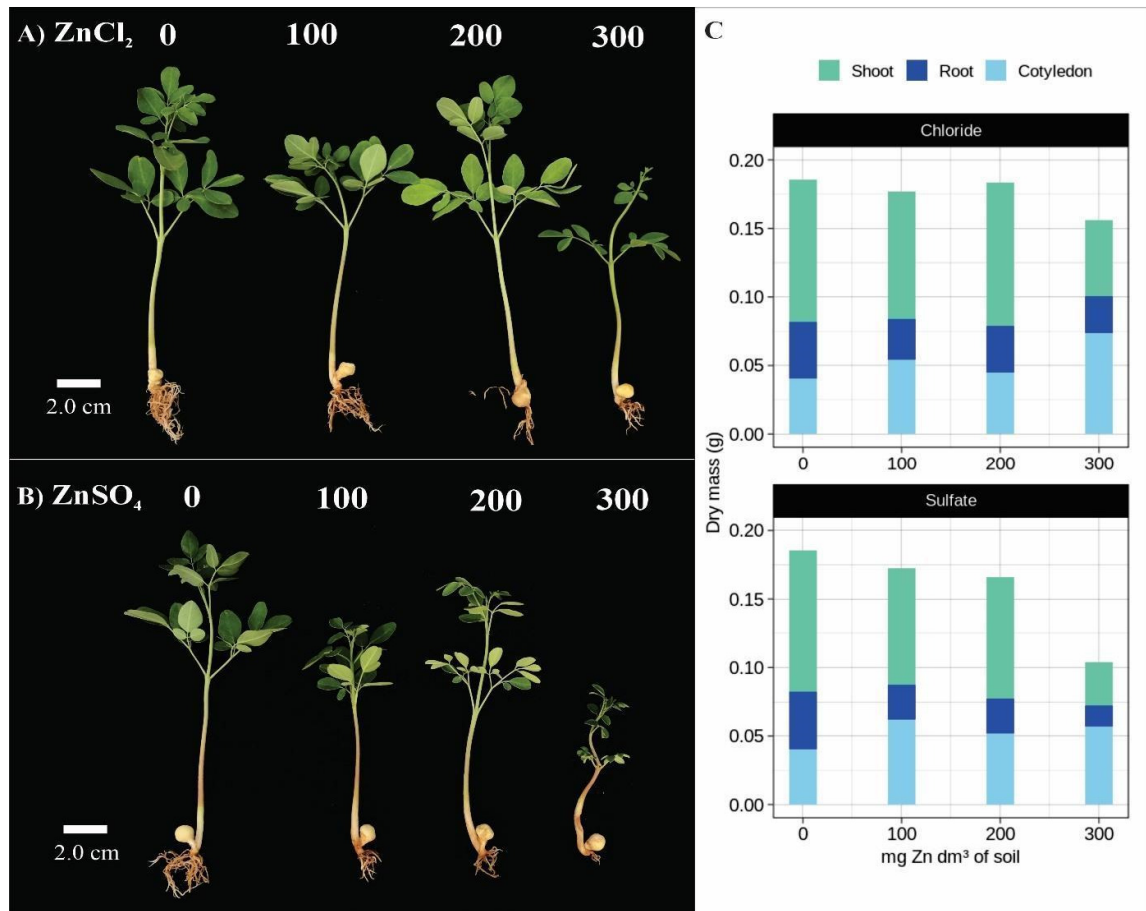 A) ZnCl₂ 0 100 200 300
2.0 cm
B) ZnSO₄ 0 100 200 300
2.0 cm
C
Shoot Root Cotyledon
Chloride
0.20
0.15
0.10
0.05
0.00
0 100 200 300
Sulfate
0.20
0.15
0.10
0.05
0.00
0 100 200 300
Dry mass (g)
mg Zn dm³ of soil